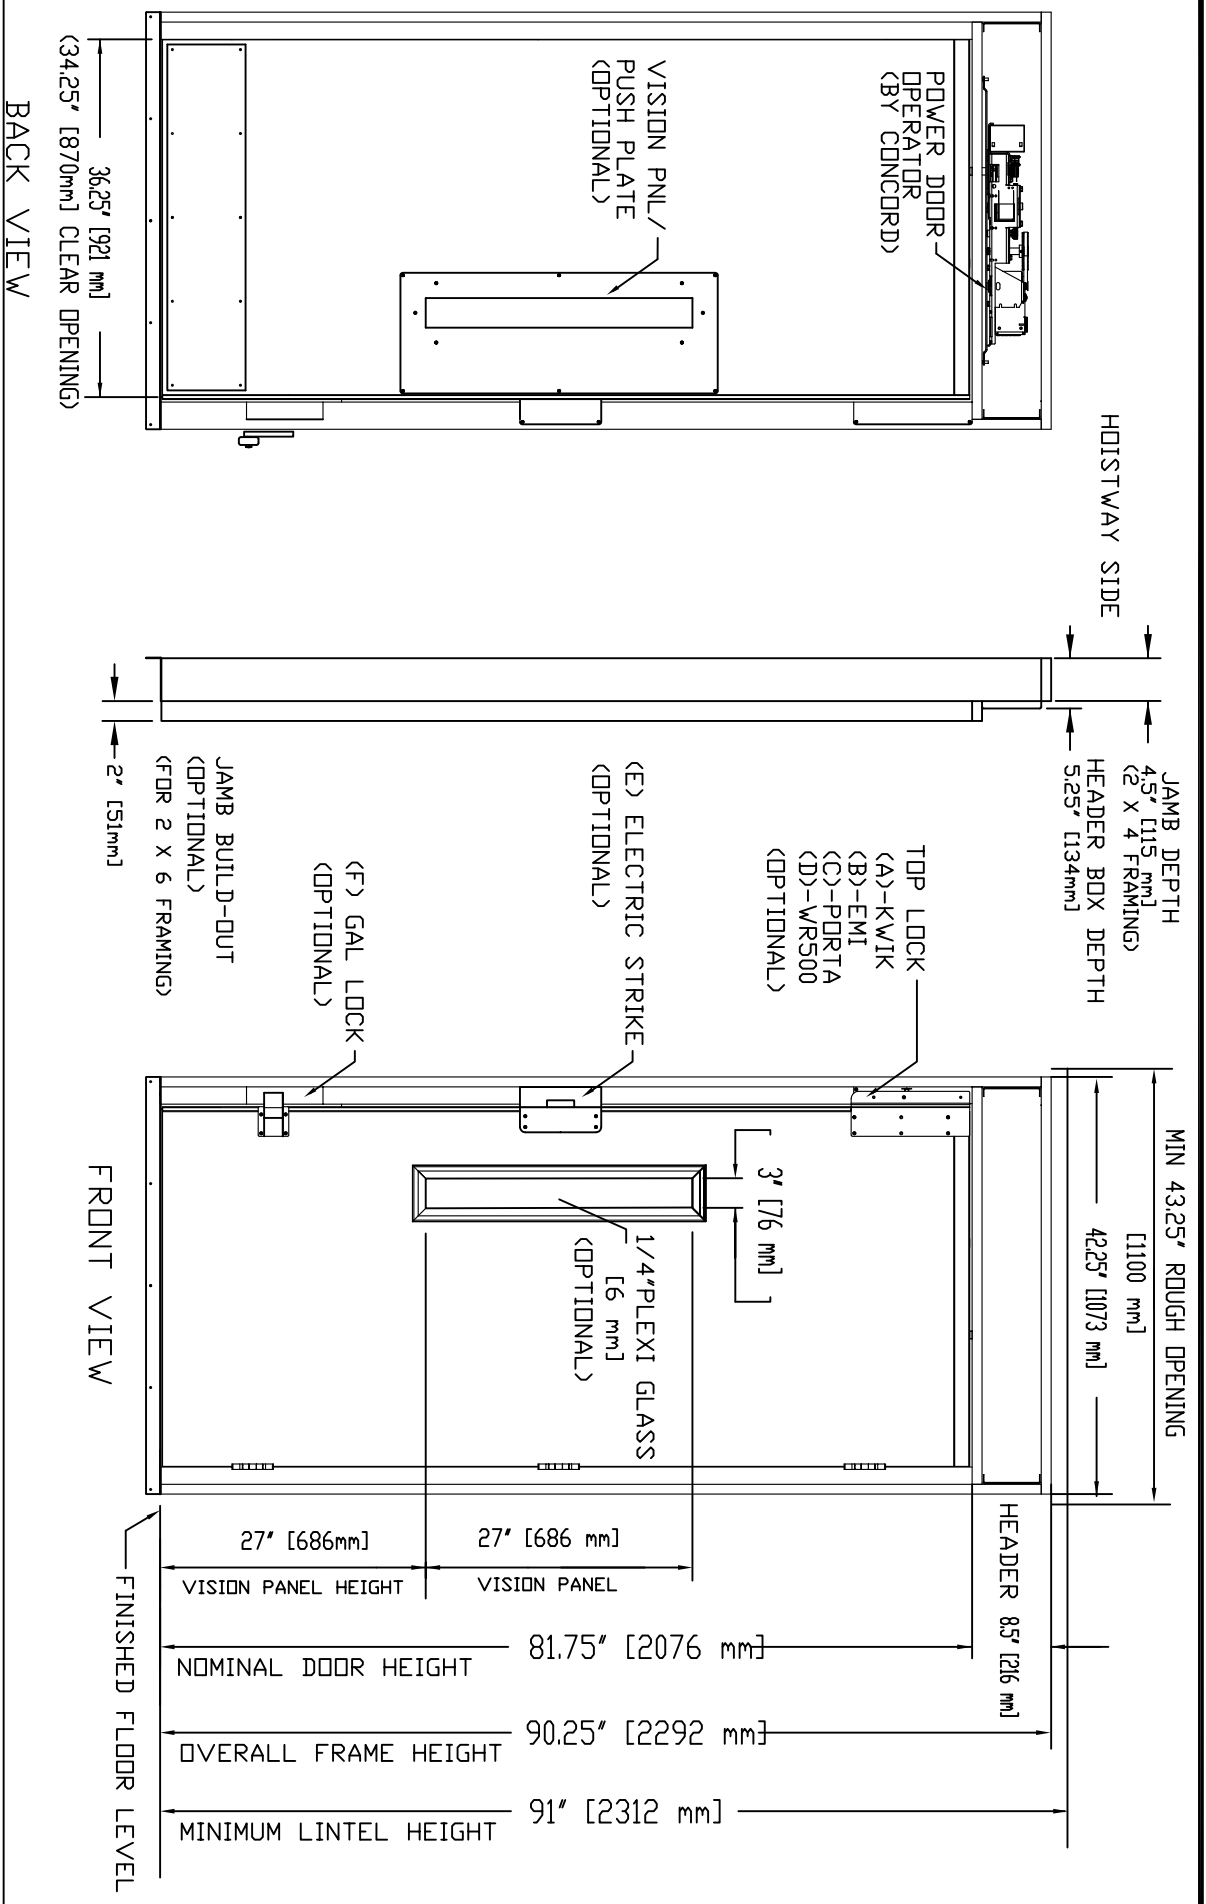 POWER DOOR
OPERATOR
(BY CONCORD)
VISION PNL/
PUSH PLATE
(OPTIONAL)
36.25" [921 mm]
(34.25" [870mm] CLEAR OPENING)
BACK VIEW
HOISTWAY SIDE
JAMB DEPTH
4.5" [115 mm]
(2 X 4 FRAMING)
HEADER BOX DEPTH
5.25" [134mm]
2" [51mm]
JAMB BUILD-OUT
(OPTIONAL)
(FOR 2 X 6 FRAMING)
TOP LOCK
(A)-KWIK
(B)-EMI
(C)-PORTA
(D)-WR500
(OPTIONAL)
(E) ELECTRIC STRIKE
(OPTIONAL)
(F) GAL LOCK
(OPTIONAL)
MIN 43.25" ROUGH OPENING
[1100 mm]
42.25" [1073 mm]
3" [76 mm]
1/4"PLEXI GLASS
[6 mm]
(OPTIONAL)
FRONT VIEW
HEADER 8.5" [216 mm]
27" [686 mm]
VISION PANEL
27" [686mm]
VISION PANEL HEIGHT
81.75" [2076 mm]
NOMINAL DOOR HEIGHT
90.25" [2292 mm]
OVERALL FRAME HEIGHT
91" [2312 mm]
MINIMUM LINTEL HEIGHT
FINISHED FLOOR LEVEL